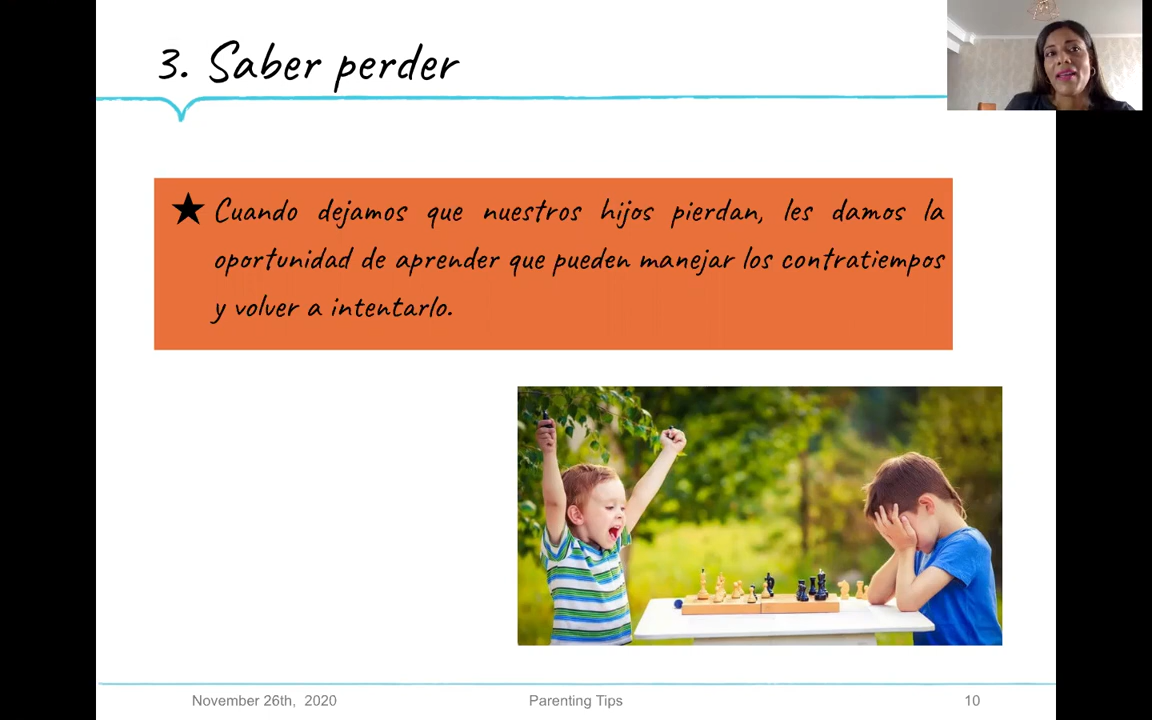 3. Saber perder
★ Cuando dejamos que nuestros hijos pierdan, les damos la
oportunidad de aprender que pueden manejar los contratiempos
y volver a intentarlo.
November 26th, 2020
Parenting Tips
10